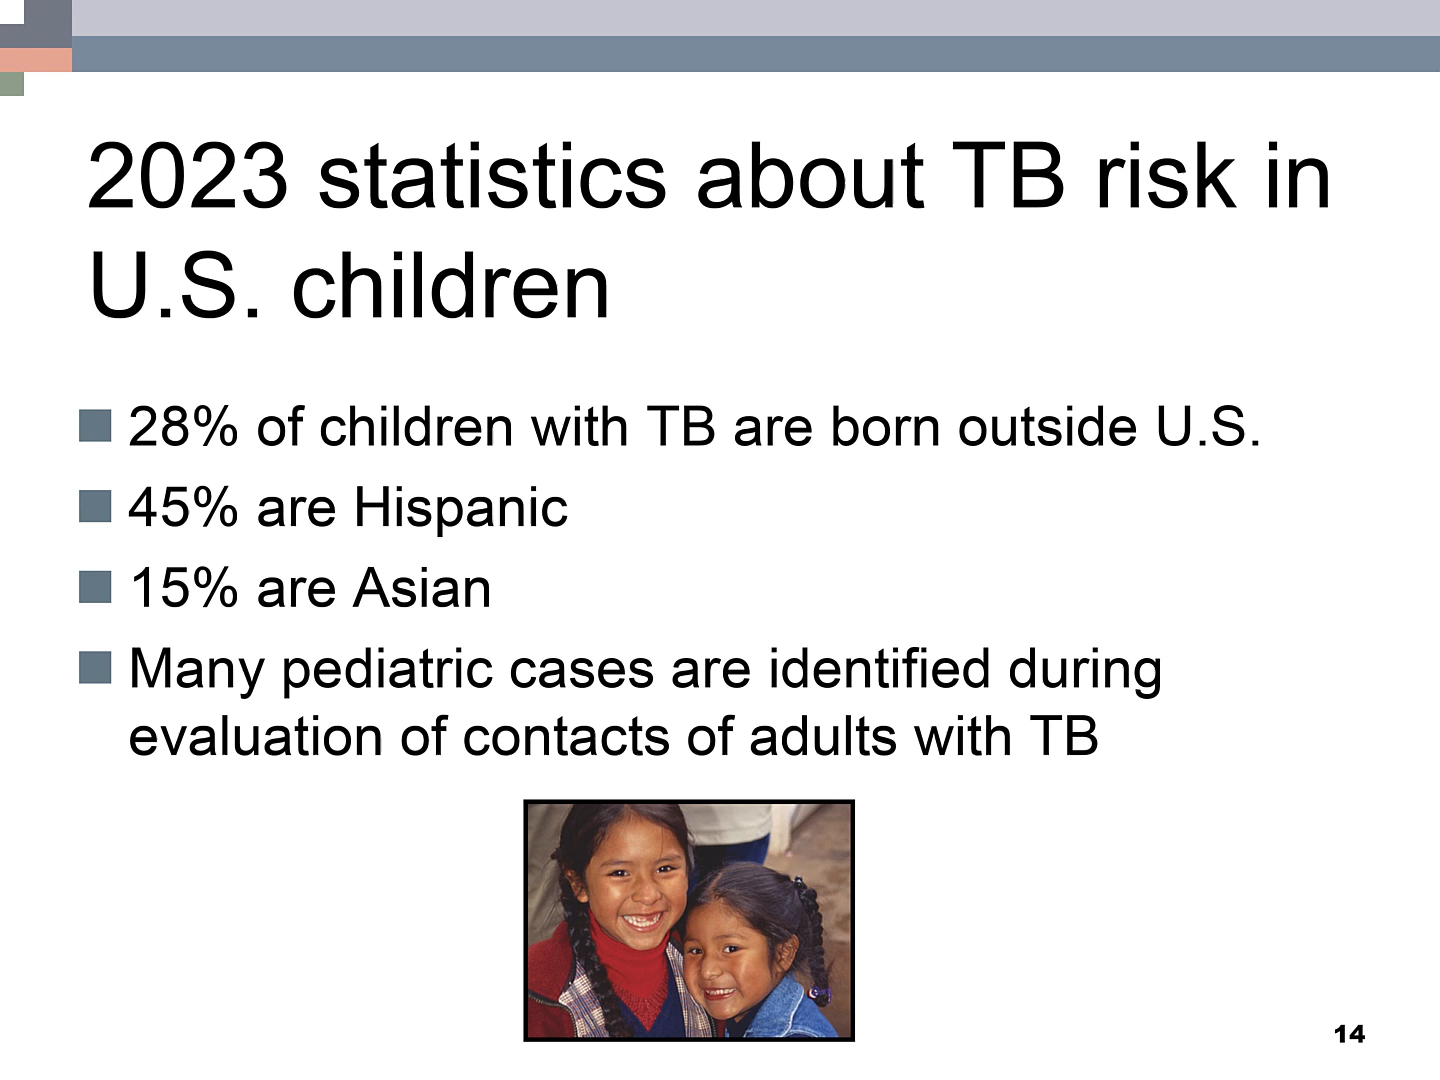 2023 statistics about TB risk in
U.S. children
28% of children with TB are born outside U.S.
45% are Hispanic
15% are Asian
Many pediatric cases are identified during
evaluation of contacts of adults with TB
14